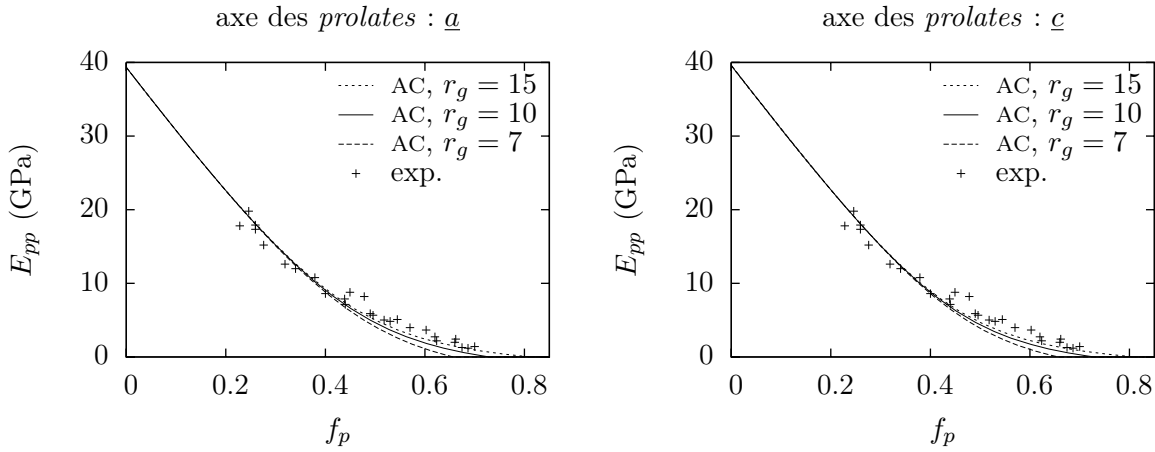 axe des prolates : a
40
30
20
10
0
0 0.2 0.4 0.6 0.8
E_pp (GPa)
f_p
AC, r_g = 15
AC, r_g = 10
AC, r_g = 7
exp.
axe des prolates : c
40
30
20
10
0
0 0.2 0.4 0.6 0.8
E_pp (GPa)
f_p
AC, r_g = 15
AC, r_g = 10
AC, r_g = 7
exp.